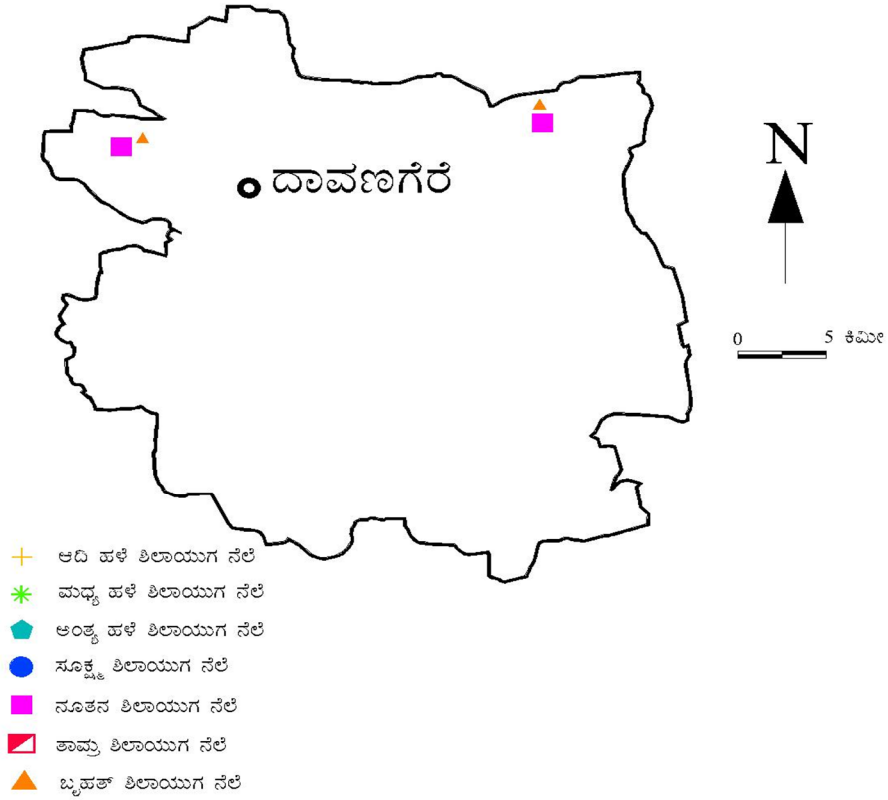 N
ದಾವಣಗೆರೆ
0 5 ಕಿಮೀ
ಆದಿ ಹಳೆ ಶಿಲಾಯುಗ ನೆಲೆ
ಮಧ್ಯ ಹಳೆ ಶಿಲಾಯುಗ ನೆಲೆ
ಅಂತ್ಯ ಹಳೆ ಶಿಲಾಯುಗ ನೆಲೆ
ಸೂಕ್ಷ್ಮ ಶಿಲಾಯುಗ ನೆಲೆ
ನೂತನ ಶಿಲಾಯುಗ ನೆಲೆ
ತಾಮ್ರ ಶಿಲಾಯುಗ ನೆಲೆ
ಬೃಹತ್ ಶಿಲಾಯುಗ ನೆಲೆ